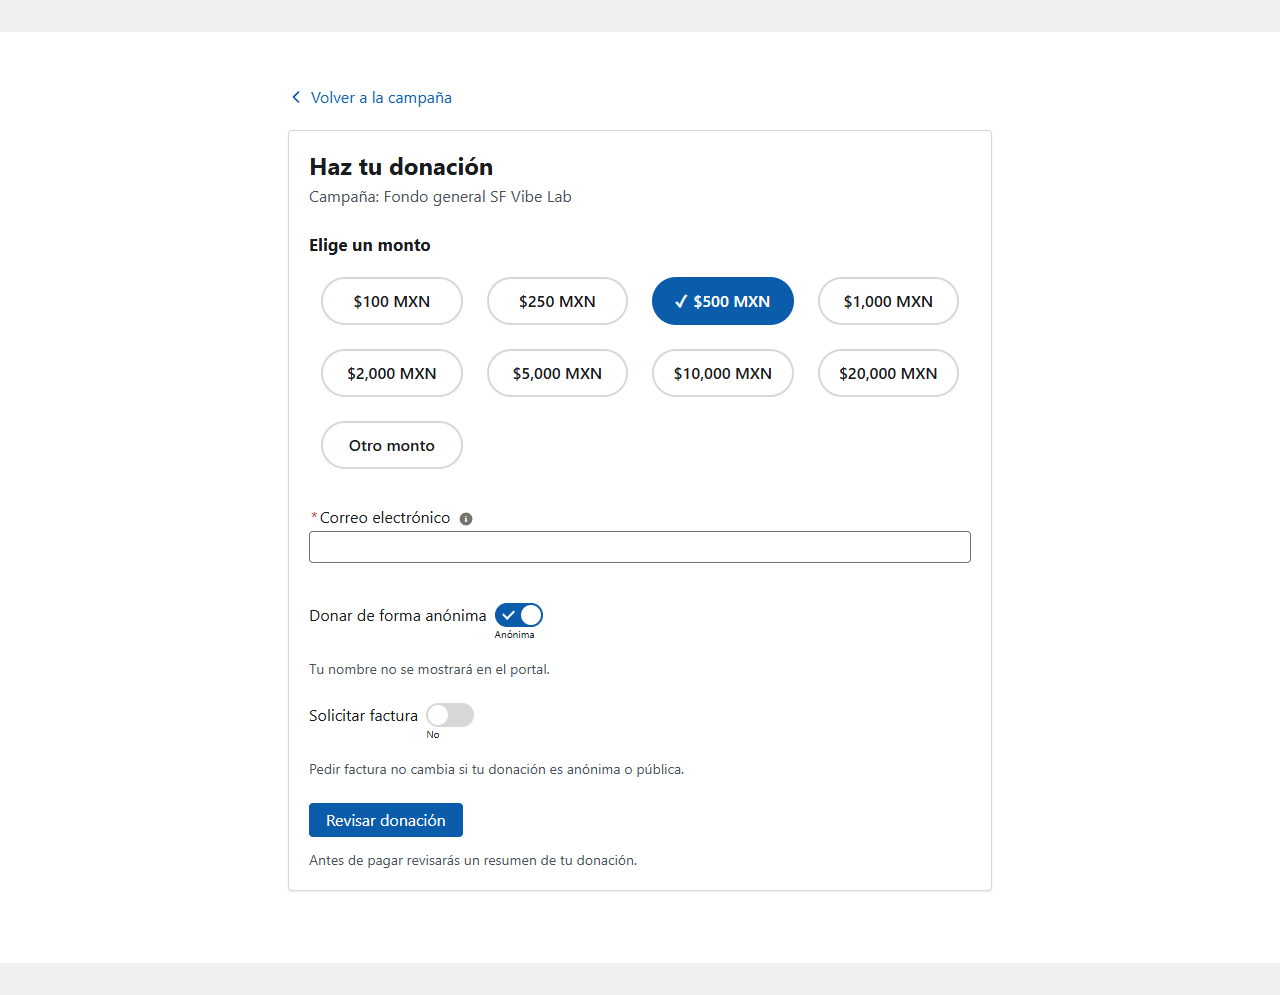 Volver a la campaña
Haz tu donación
Campaña: Fondo general SF Vibe Lab
Elige un monto
$100 MXN
$250 MXN
✓ $500 MXN
$1,000 MXN
$2,000 MXN
$5,000 MXN
$10,000 MXN
$20,000 MXN
Otro monto
*Correo electrónico
Donar de forma anónima
Anónima
Tu nombre no se mostrará en el portal.
Solicitar factura
No
Pedir factura no cambia si tu donación es anónima o pública.
Revisar donación
Antes de pagar revisarás un resumen de tu donación.